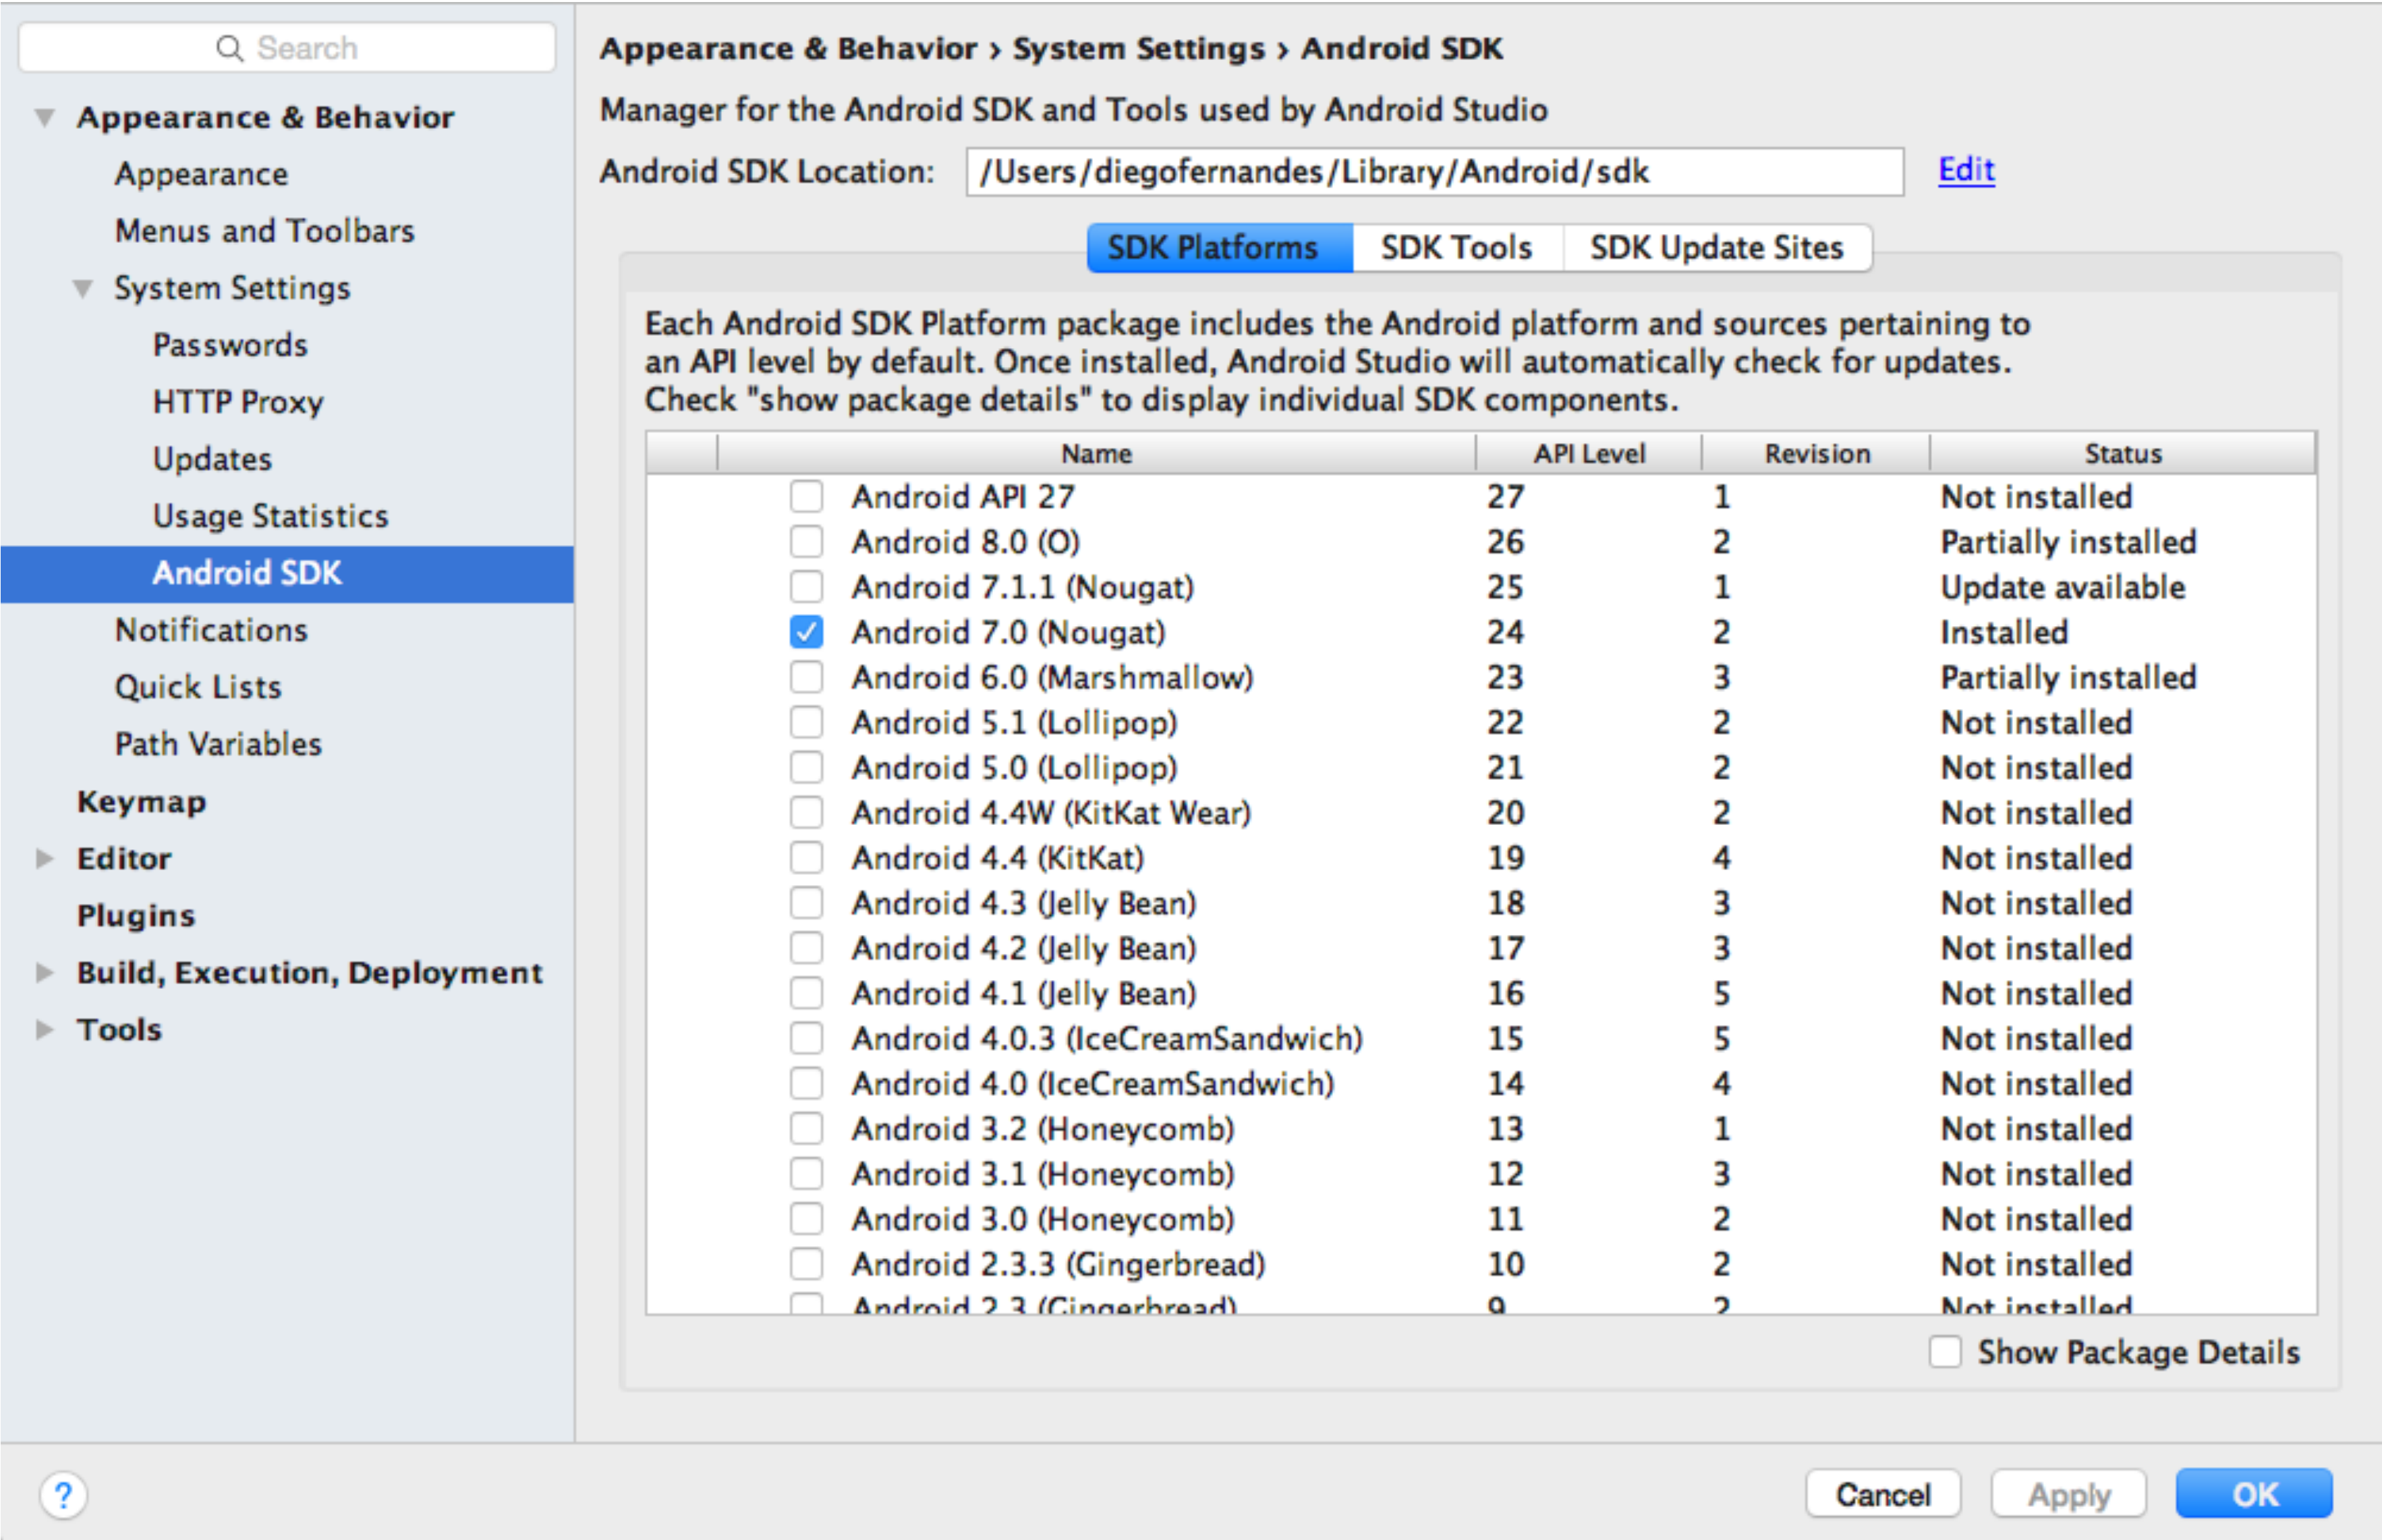 Search
Appearance & Behavior
Appearance
Menus and Toolbars
System Settings
Passwords
HTTP Proxy
Updates
Usage Statistics
Android SDK
Notifications
Quick Lists
Path Variables
Keymap
Editor
Plugins
Build, Execution, Deployment
Tools
Appearance & Behavior › System Settings › Android SDK
Manager for the Android SDK and Tools used by Android Studio
Android SDK Location: /Users/diegofernandes/Library/Android/sdk Edit
SDK Platforms SDK Tools SDK Update Sites
Each Android SDK Platform package includes the Android platform and sources pertaining to
an API level by default. Once installed, Android Studio will automatically check for updates.
Check "show package details" to display individual SDK components.
Name API Level Revision Status
Android API 27 27 1 Not installed
Android 8.0 (O) 26 2 Partially installed
Android 7.1.1 (Nougat) 25 1 Update available
Android 7.0 (Nougat) 24 2 Installed
Android 6.0 (Marshmallow) 23 3 Partially installed
Android 5.1 (Lollipop) 22 2 Not installed
Android 5.0 (Lollipop) 21 2 Not installed
Android 4.4W (KitKat Wear) 20 2 Not installed
Android 4.4 (KitKat) 19 4 Not installed
Android 4.3 (Jelly Bean) 18 3 Not installed
Android 4.2 (Jelly Bean) 17 3 Not installed
Android 4.1 (Jelly Bean) 16 5 Not installed
Android 4.0.3 (IceCreamSandwich) 15 5 Not installed
Android 4.0 (IceCreamSandwich) 14 4 Not installed
Android 3.2 (Honeycomb) 13 1 Not installed
Android 3.1 (Honeycomb) 12 3 Not installed
Android 3.0 (Honeycomb) 11 2 Not installed
Android 2.3.3 (Gingerbread) 10 2 Not installed
Android 2.3 (Gingerbread) 9 2 Not installed
Show Package Details
? Cancel Apply OK